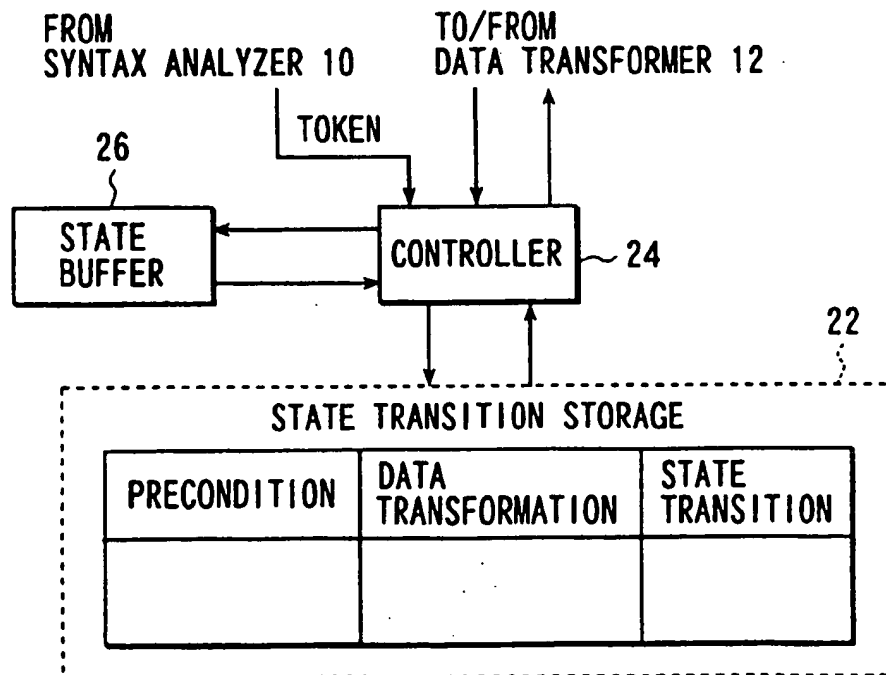 FROM
SYNTAX ANALYZER 10
TO/FROM
DATA TRANSFORMER 12
TOKEN
26
STATE
BUFFER
CONTROLLER
24
22
STATE TRANSITION STORAGE
PRECONDITION
DATA
TRANSFORMATION
STATE
TRANSITION